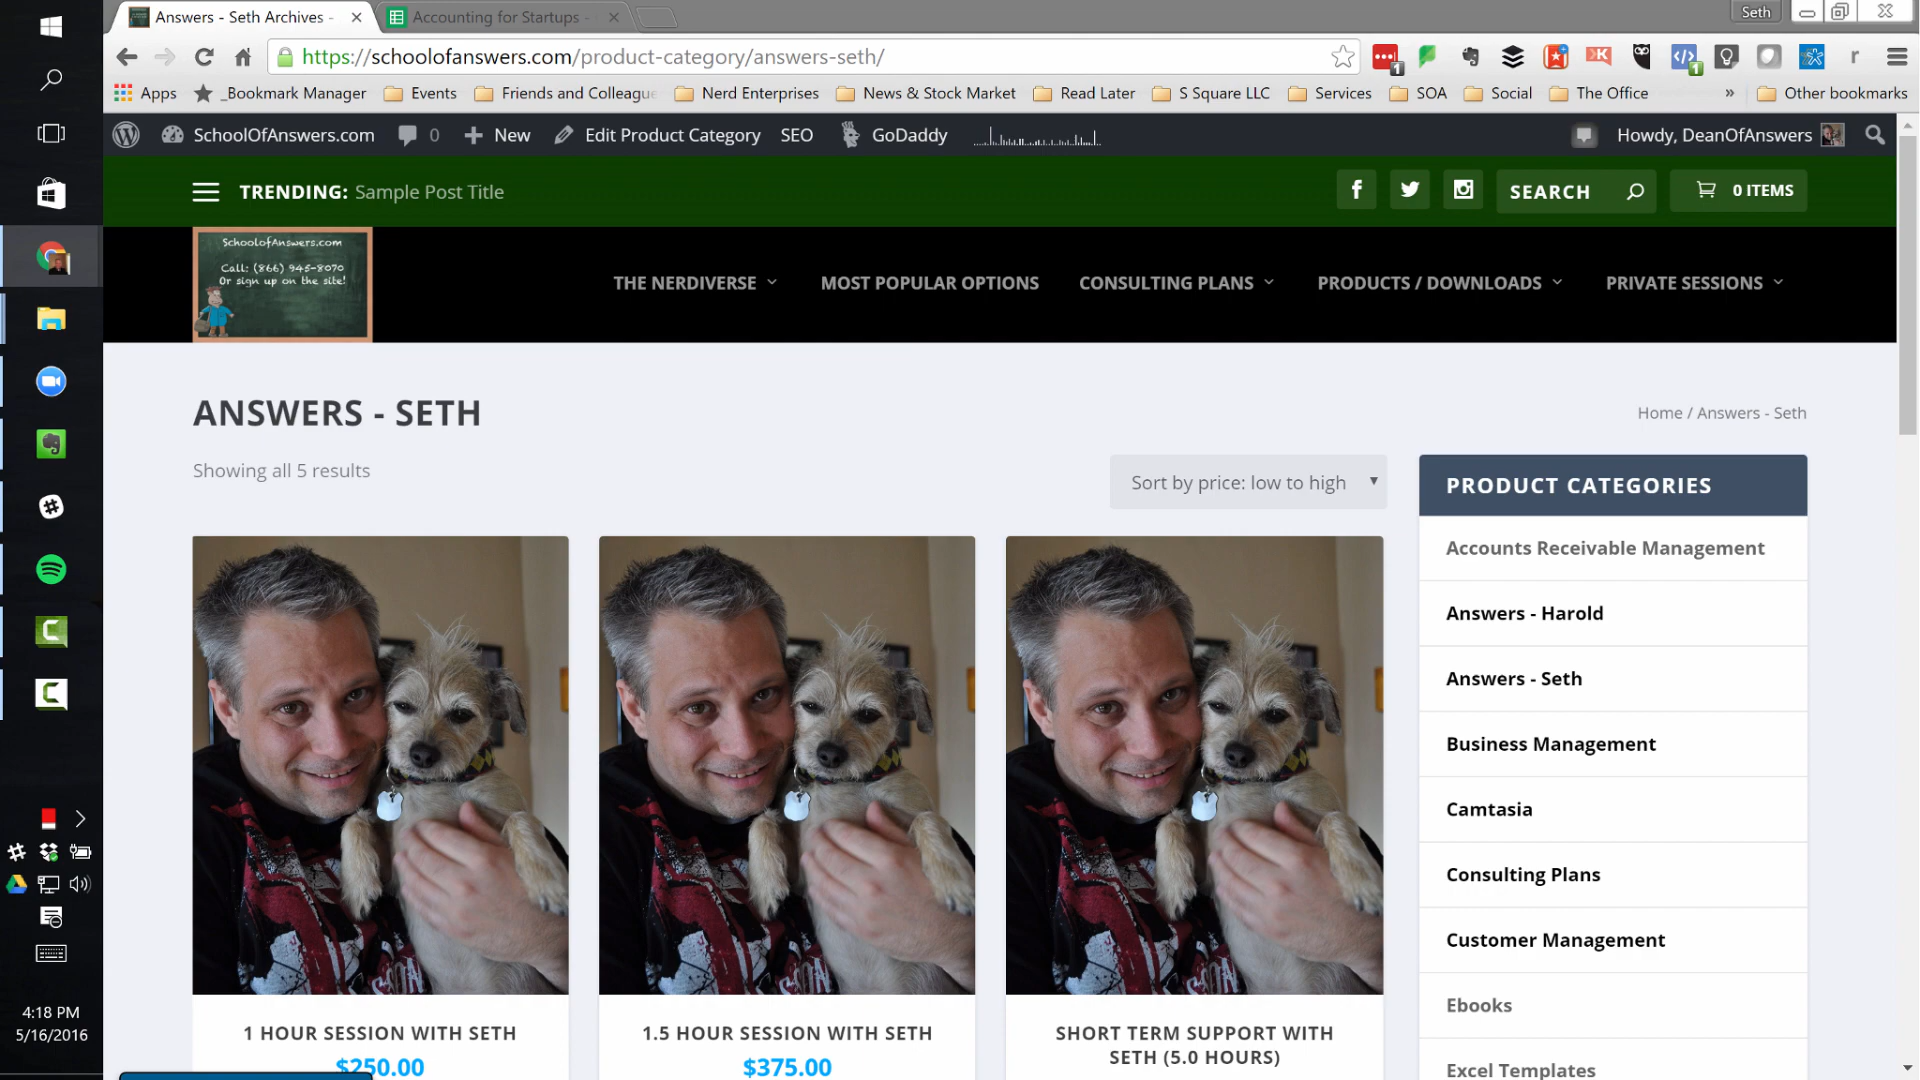 Answers - Seth Archives -
Accounting for Startups -
Seth
https://schoolofanswers.com/product-category/answers-seth/
1
1
r
Apps
_Bookmark Manager
Events
Friends and Colleague
Nerd Enterprises
News & Stock Market
Read Later
S Square LLC
Services
SOA
Social
The Office
»
Other bookmarks
SchoolOfAnswers.com
0
New
Edit Product Category
SEO
GoDaddy
Howdy, DeanOfAnswers
TRENDING: Sample Post Title
SEARCH
0 ITEMS
SchoolofAnswers.com
Call: (866) 945-8070
Or sign up on the site!
THE NERDIVERSE
MOST POPULAR OPTIONS
CONSULTING PLANS
PRODUCTS / DOWNLOADS
PRIVATE SESSIONS
ANSWERS - SETH
Home / Answers - Seth
Showing all 5 results
Sort by price: low to high
PRODUCT CATEGORIES
Accounts Receivable Management
Answers - Harold
Answers - Seth
Business Management
Camtasia
Consulting Plans
Customer Management
Ebooks
Excel Templates
1 HOUR SESSION WITH SETH
$250.00
1.5 HOUR SESSION WITH SETH
$375.00
SHORT TERM SUPPORT WITH
SETH (5.0 HOURS)
4:18 PM
5/16/2016